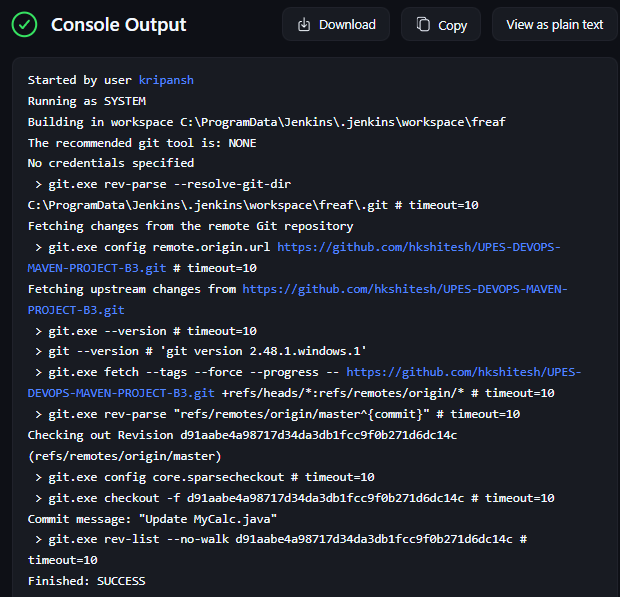 Console Output
Download
Copy
View as plain text
Started by user kripansh
Running as SYSTEM
Building in workspace C:\ProgramData\Jenkins\.jenkins\workspace\freaf
The recommended git tool is: NONE
No credentials specified
> git.exe rev-parse --resolve-git-dir
C:\ProgramData\Jenkins\.jenkins\workspace\freaf\.git # timeout=10
Fetching changes from the remote Git repository
> git.exe config remote.origin.url https://github.com/hkshitesh/UPES-DEVOPS-
MAVEN-PROJECT-B3.git # timeout=10
Fetching upstream changes from https://github.com/hkshitesh/UPES-DEVOPS-MAVEN-
PROJECT-B3.git
> git.exe --version # timeout=10
> git --version # 'git version 2.48.1.windows.1'
> git.exe fetch --tags --force --progress -- https://github.com/hkshitesh/UPES-
DEVOPS-MAVEN-PROJECT-B3.git +refs/heads/*:refs/remotes/origin/* # timeout=10
> git.exe rev-parse "refs/remotes/origin/master^{commit}" # timeout=10
Checking out Revision d91aabe4a98717d34da3db1fcc9f0b271d6dc14c
(refs/remotes/origin/master)
> git.exe config core.sparsecheckout # timeout=10
> git.exe checkout -f d91aabe4a98717d34da3db1fcc9f0b271d6dc14c # timeout=10
Commit message: "Update MyCalc.java"
> git.exe rev-list --no-walk d91aabe4a98717d34da3db1fcc9f0b271d6dc14c #
timeout=10
Finished: SUCCESS